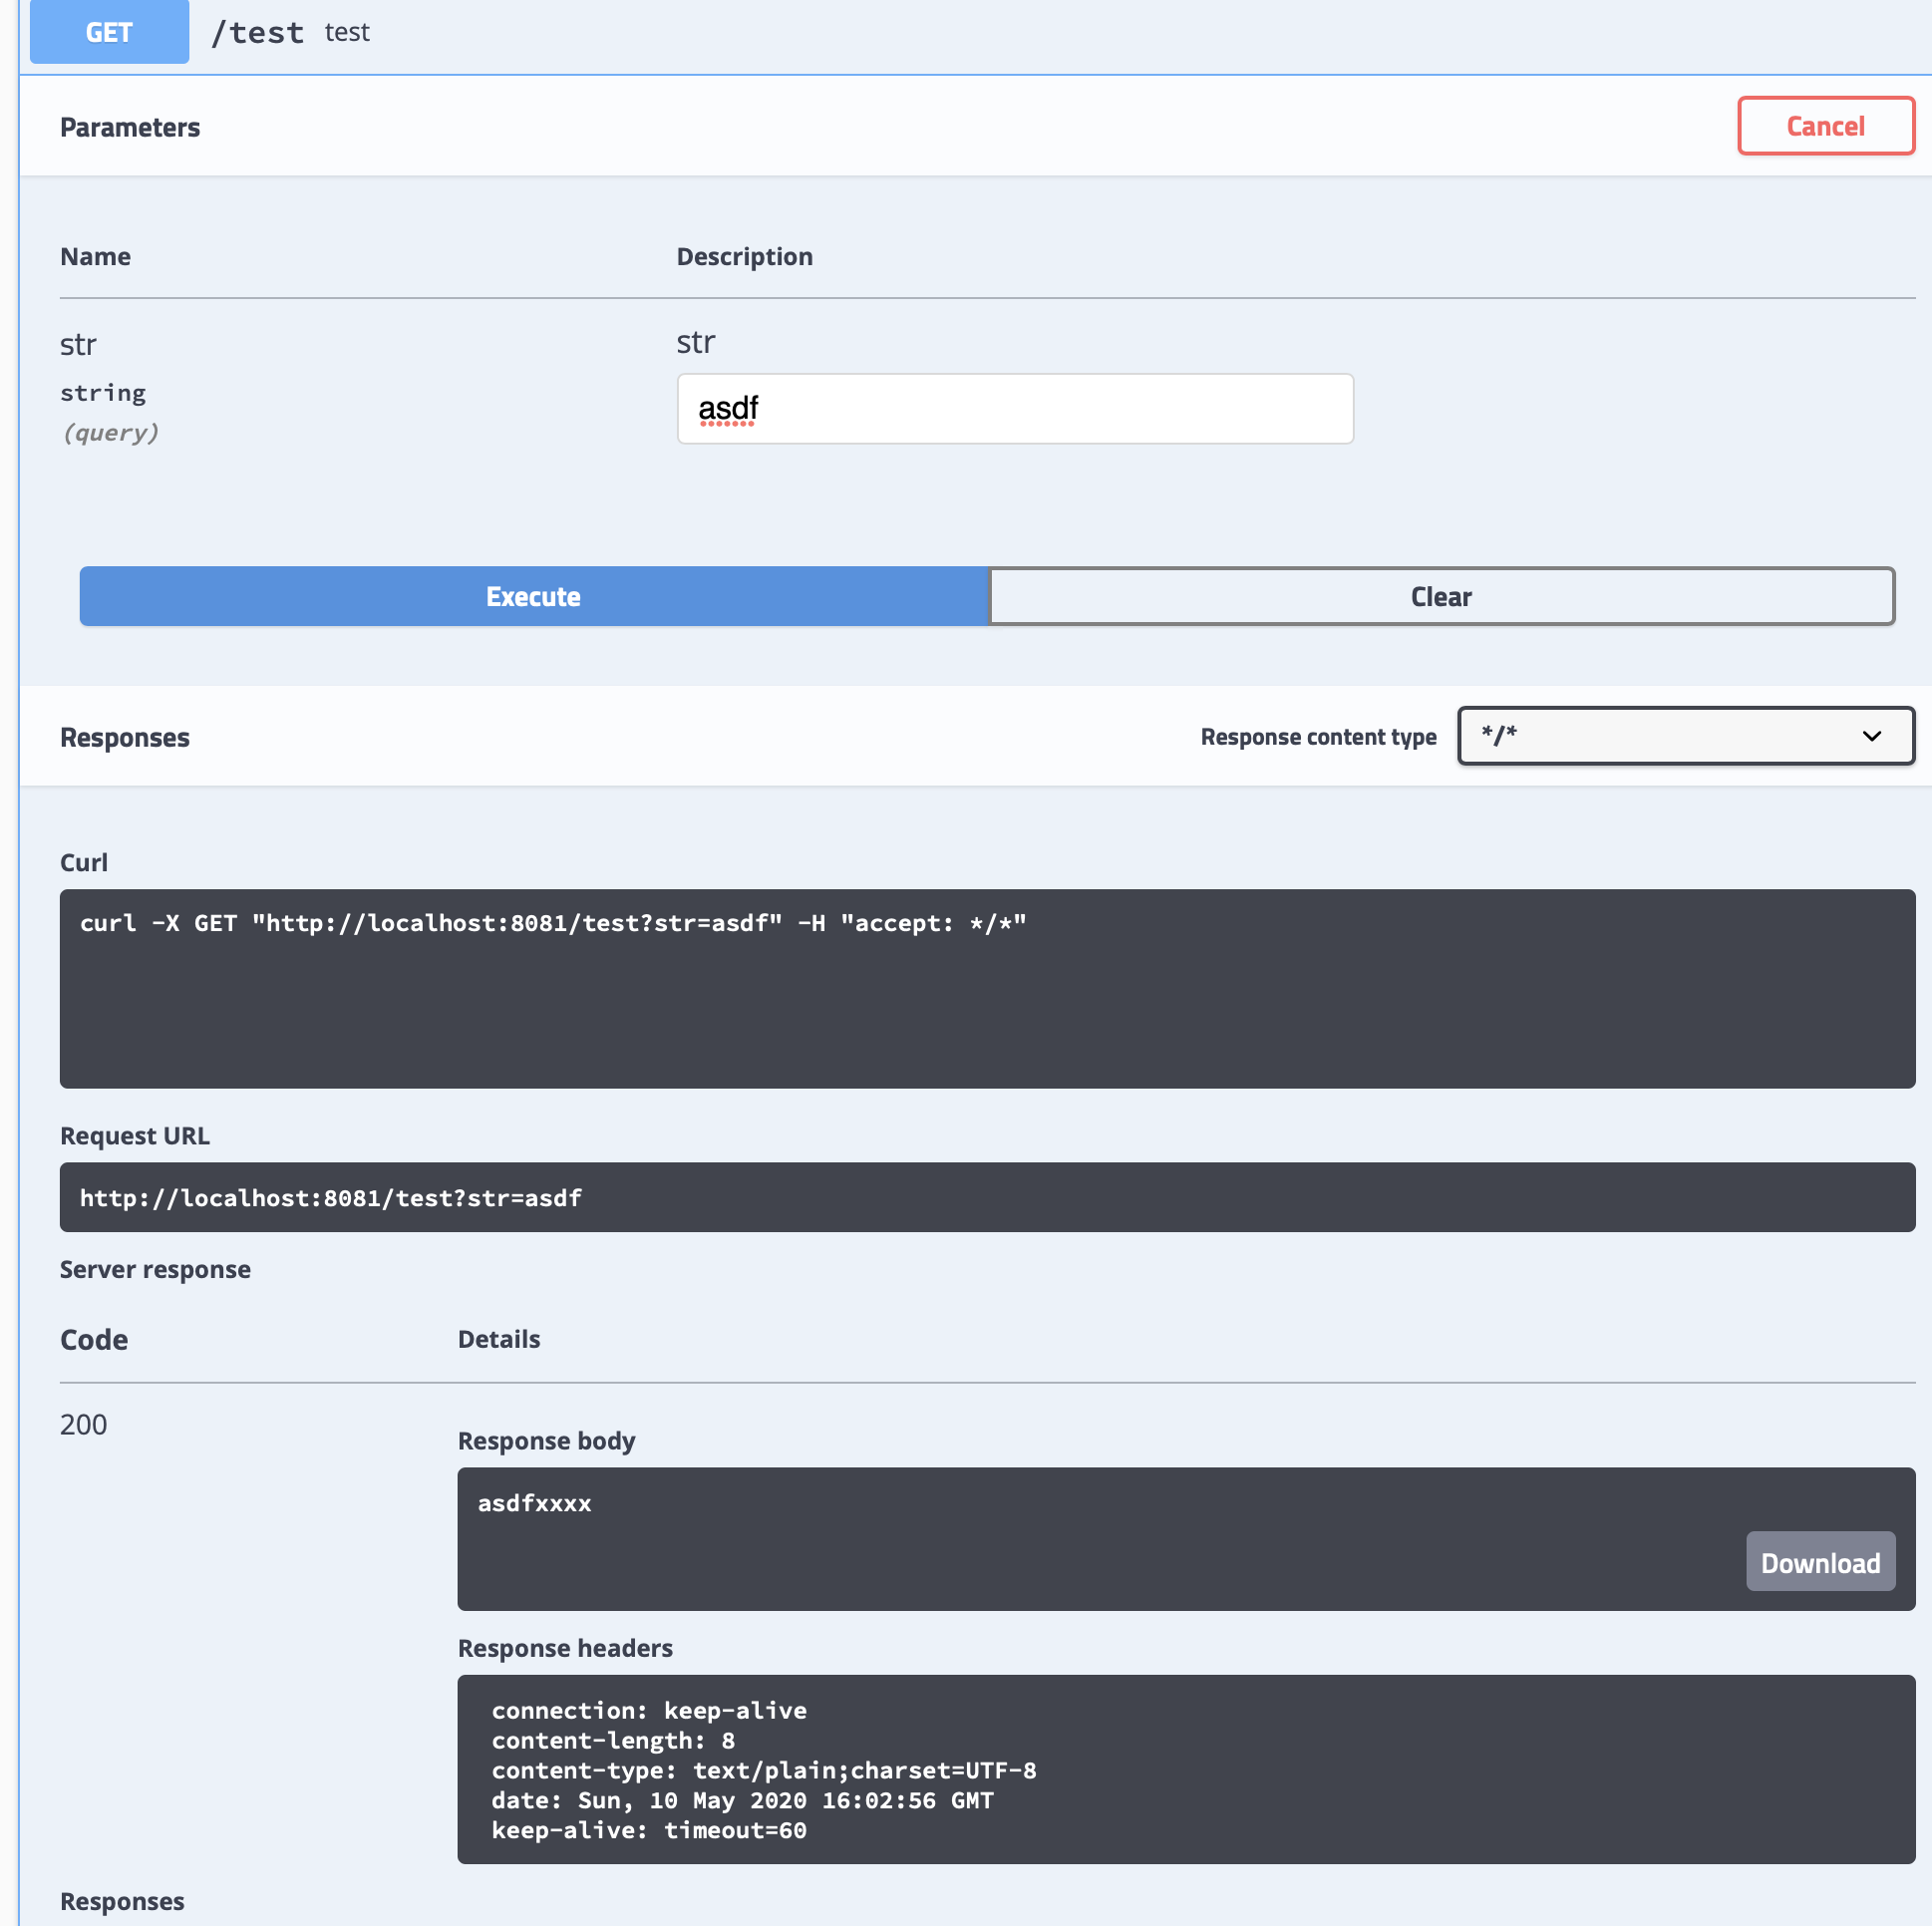 GET /test test
Parameters Cancel
Name Description
str str
string asdf
(query)
Execute Clear
Responses Response content type */*
Curl
curl -X GET "http://localhost:8081/test?str=asdf" -H "accept: */*"
Request URL
http://localhost:8081/test?str=asdf
Server response
Code Details
200
Response body
asdfxxxx
Download
Response headers
connection: keep-alive
content-length: 8
content-type: text/plain;charset=UTF-8
date: Sun, 10 May 2020 16:02:56 GMT
keep-alive: timeout=60
Responses